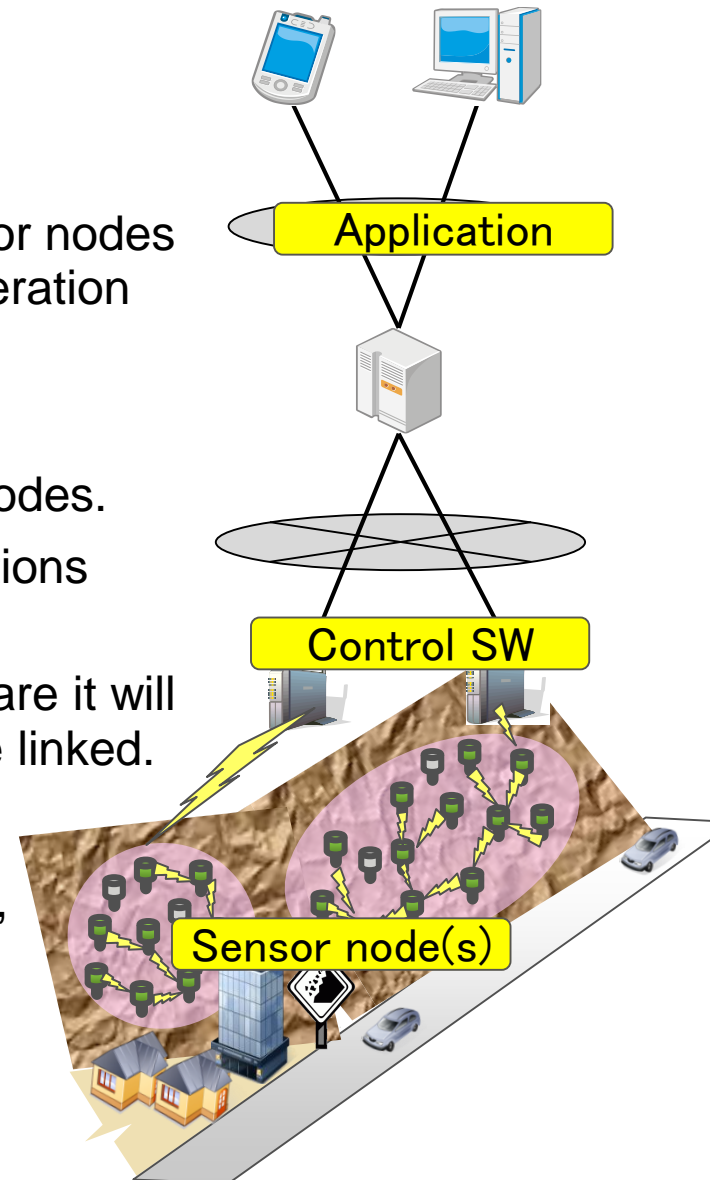 Application
or nodes
eration
odes.
ions
Control SW
are it will
e linked.
,
Sensor node(s)